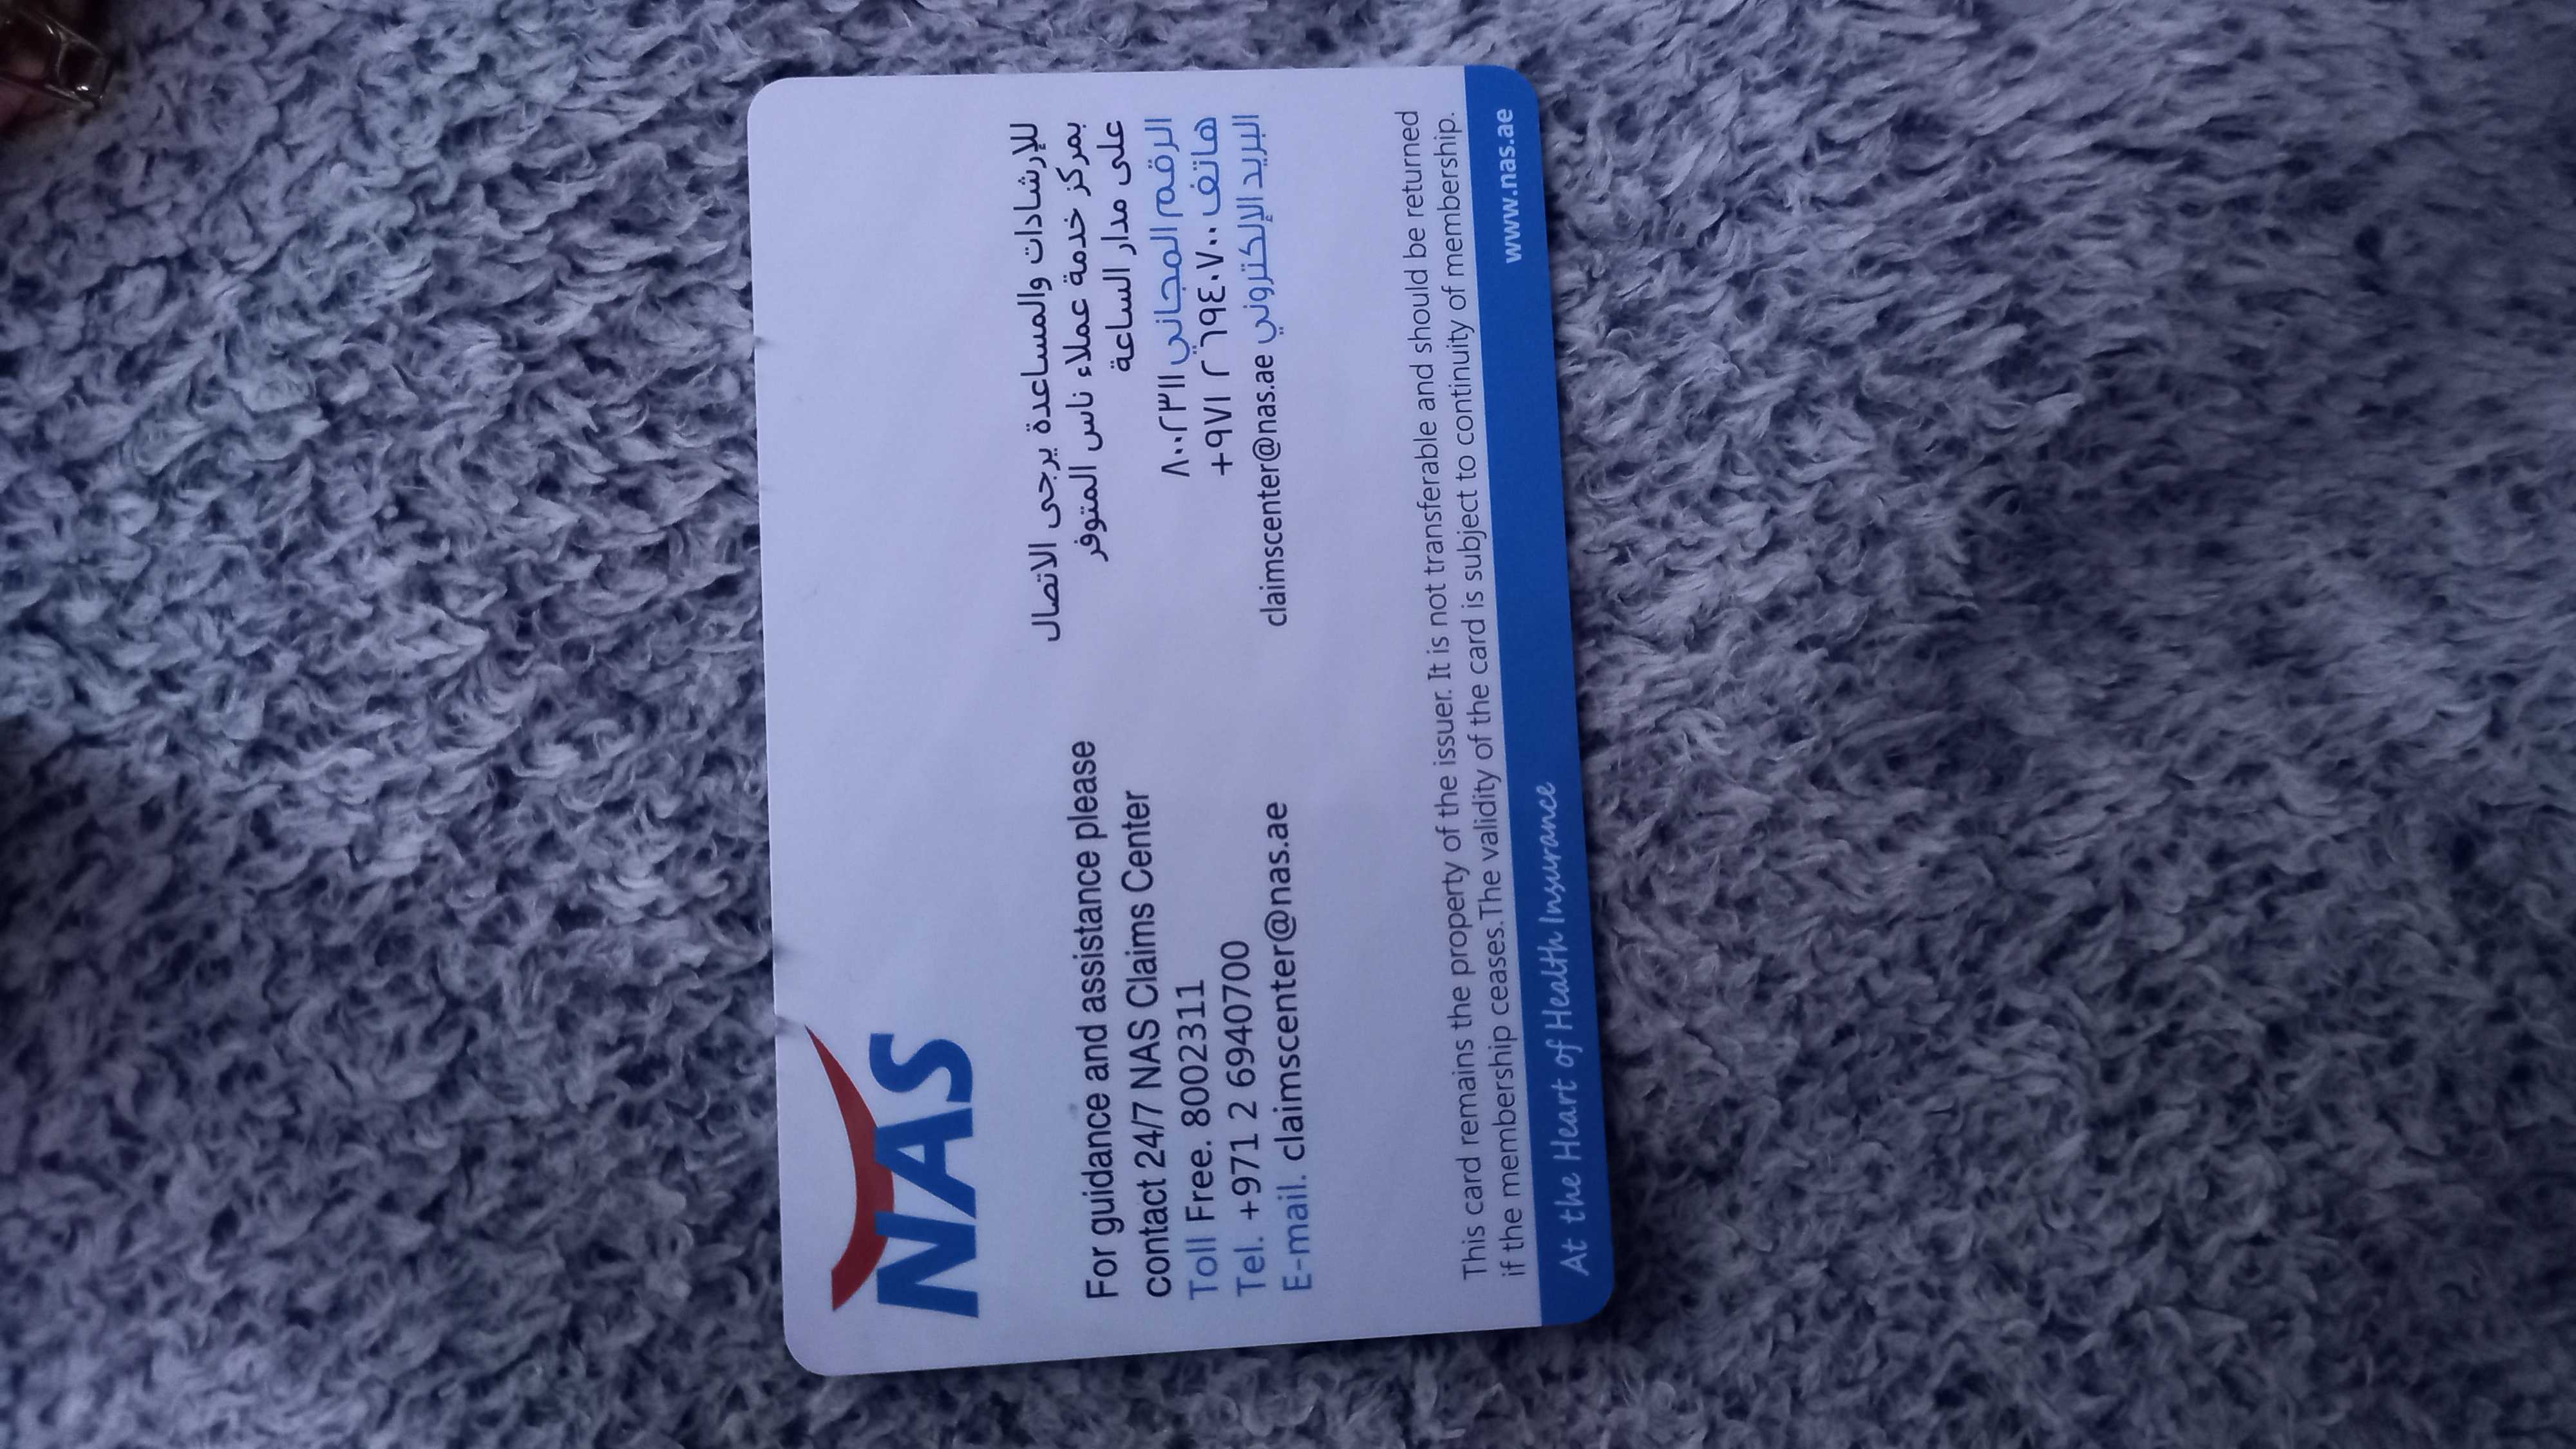 NAS
For guidance and assistance please
contact 24/7 NAS Claims Center
Toll Free. 8002311
Tel. +971 2 6940700
E-mail. claimscenter@nas.ae
للإرشادات والمساعدة يرجى الاتصال
بمركز خدمة عملاء ناس المتوفر
على مدار الساعة
الرقم المجاني ٨٠٠٢٣١١
هاتف ٦٩٤٠٧٠٠ ٢ ٩٧١+
البريد الإلكتروني claimscenter@nas.ae
This card remains the property of the issuer. It is not transferable and should be returned
if the membership ceases.The validity of the card is subject to continuity of membership.
At the Heart of Health Insurance
www.nas.ae